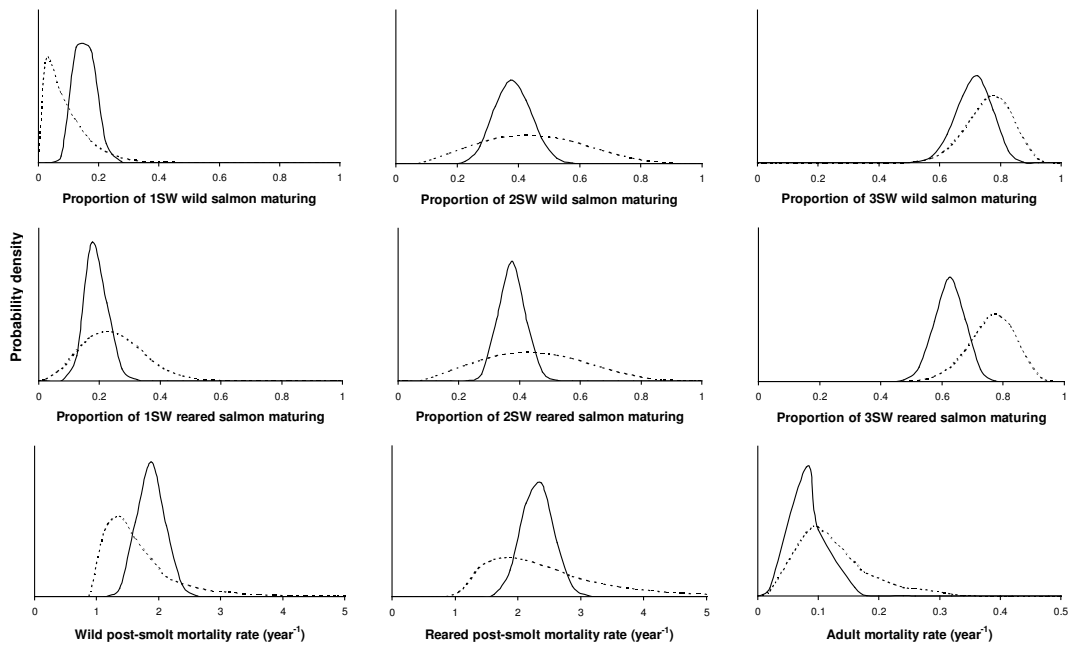 0 0.2 0.4 0.6 0.8 1
0 0.2 0.4 0.6 0.8 1
0 0.2 0.4 0.6 0.8 1
Proportion of 1SW wild salmon maturing
Proportion of 2SW wild salmon maturing
Proportion of 3SW wild salmon maturing
Probability density
0 0.2 0.4 0.6 0.8 1
0 0.2 0.4 0.6 0.8 1
0 0.2 0.4 0.6 0.8 1
Proportion of 1SW reared salmon maturing
Proportion of 2SW reared salmon maturing
Proportion of 3SW reared salmon maturing
0 1 2 3 4 5
0 1 2 3 4 5
0 0.1 0.2 0.3 0.4 0.5
Wild post-smolt mortality rate (year⁻¹)
Reared post-smolt mortality rate (year⁻¹)
Adult mortality rate (year⁻¹)